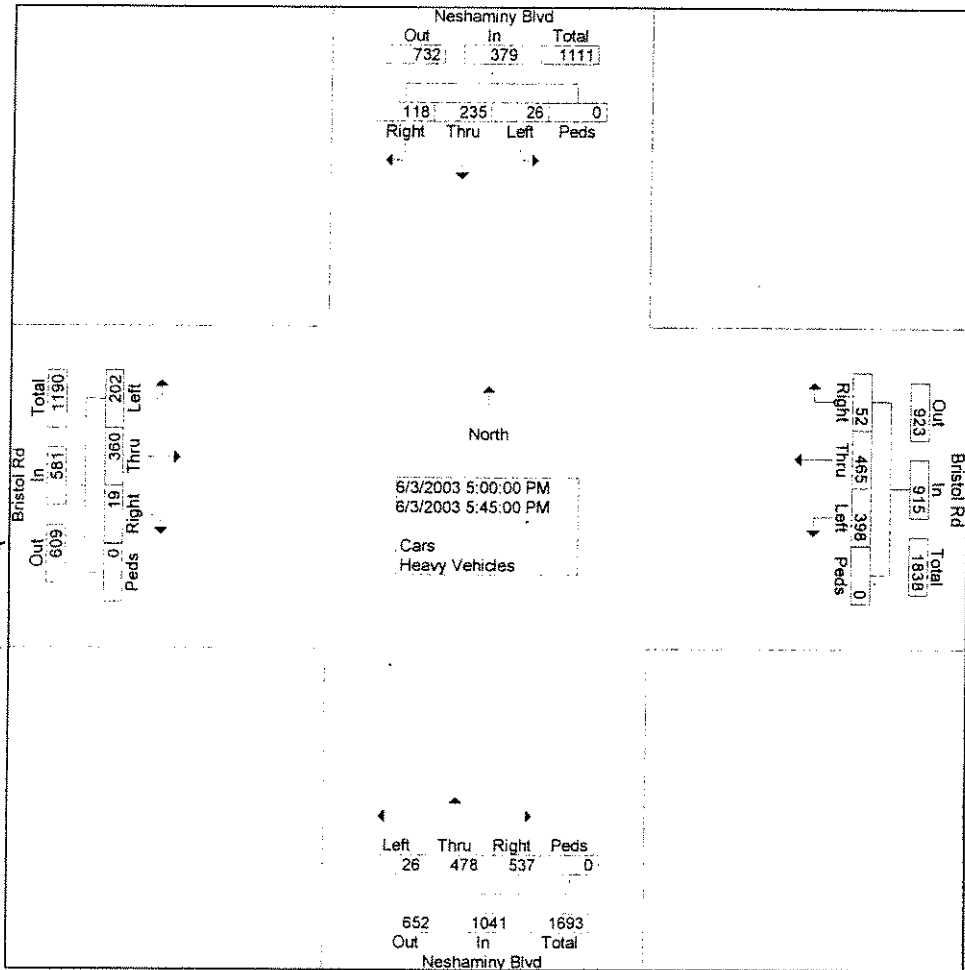 Neshaminy Blvd
Out In Total
732 379 1111
118 235 26 0
Right Thru Left Peds
Bristol Rd
Total In Out
1190 581 609
202 360 19 0
Left Thru Right Peds
North
6/3/2003 5:00:00 PM
6/3/2003 5:45:00 PM
Cars
Heavy Vehicles
Bristol Rd
Out In Total
923 915 1838
52 465 398 0
Right Thru Left Peds
Left Thru Right Peds
26 478 537 0
652 1041 1693
Out In Total
Neshaminy Blvd